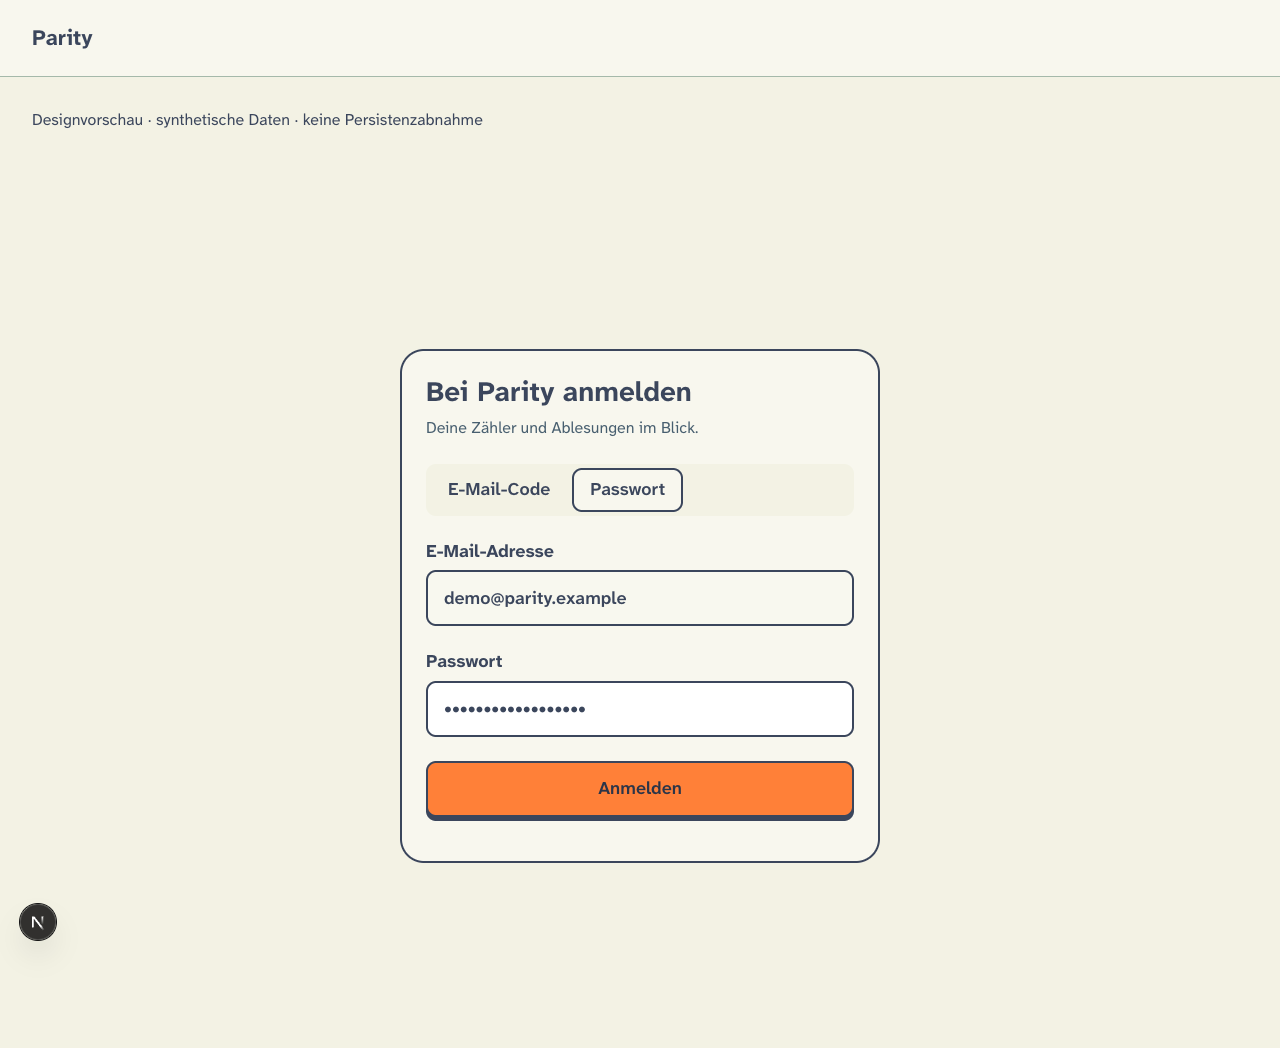 Parity
Designvorschau · synthetische Daten · keine Persistenzabnahme
Bei Parity anmelden
Deine Zähler und Ablesungen im Blick.
E-Mail-Code Passwort
E-Mail-Adresse
demo@parity.example
Passwort
••••••••••••••••••
Anmelden
N